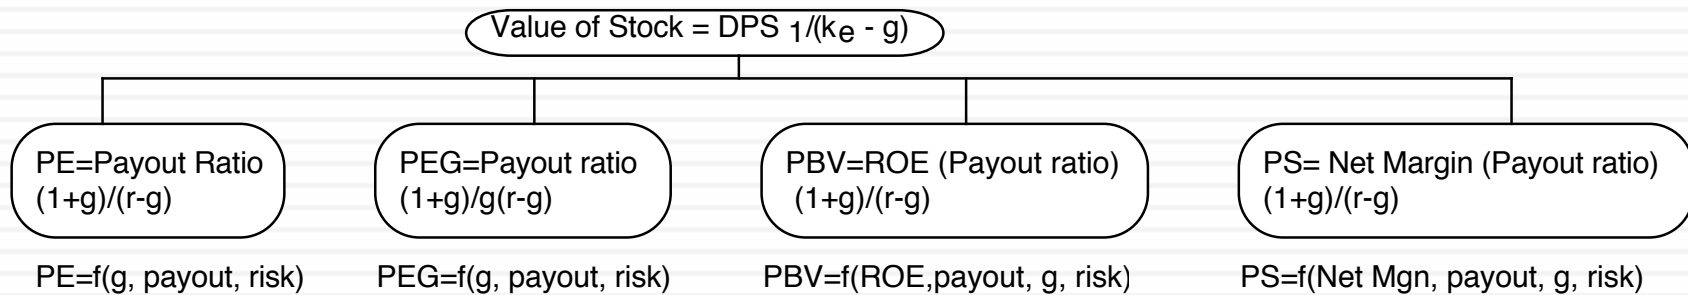 Value of Stock = DPS 1/(ke - g)
PE=Payout Ratio
(1+g)/(r-g)
PEG=Payout ratio
(1+g)/g(r-g)
PBV=ROE (Payout ratio)
(1+g)/(r-g)
PS= Net Margin (Payout ratio)
(1+g)/(r-g)
PE=f(g, payout, risk)
PEG=f(g, payout, risk)
PBV=f(ROE,payout, g, risk)
PS=f(Net Mgn, payout, g, risk)